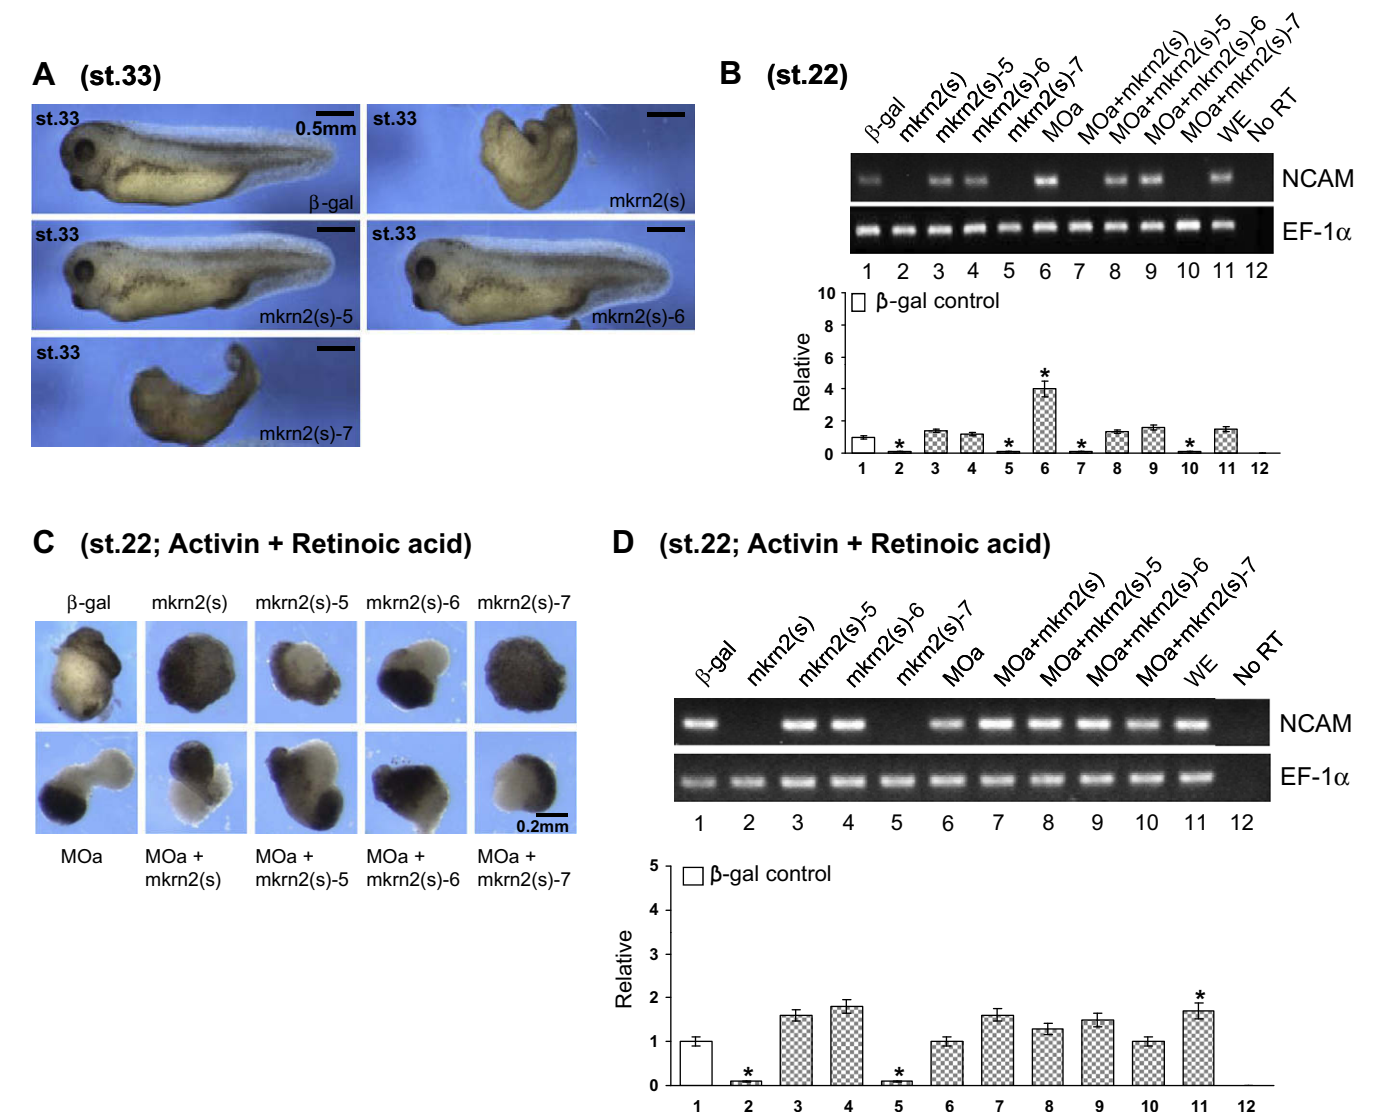 A (st.33)
st.33
0.5mm
β-gal
st.33
mkrn2(s)
st.33
mkrn2(s)-5
st.33
mkrn2(s)-6
st.33
mkrn2(s)-7
B (st.22)
β-gal
mkrn2(s)
mkrn2(s)-5
mkrn2(s)-6
mkrn2(s)-7
MOa
MOa+mkrn2(s)
MOa+mkrn2(s)-5
MOa+mkrn2(s)-6
MOa+mkrn2(s)-7
WE
No RT
NCAM
EF-1α
1 2 3 4 5 6 7 8 9 10 11 12
β-gal control
Relative
10
8
6
4
2
0
* * * * *
1 2 3 4 5 6 7 8 9 10 11 12
C (st.22; Activin + Retinoic acid)
β-gal mkrn2(s) mkrn2(s)-5 mkrn2(s)-6 mkrn2(s)-7
0.2mm
MOa
MOa +
mkrn2(s)
MOa +
mkrn2(s)-5
MOa +
mkrn2(s)-6
MOa +
mkrn2(s)-7
D (st.22; Activin + Retinoic acid)
β-gal
mkrn2(s)
mkrn2(s)-5
mkrn2(s)-6
mkrn2(s)-7
MOa
MOa+mkrn2(s)
MOa+mkrn2(s)-5
MOa+mkrn2(s)-6
MOa+mkrn2(s)-7
WE
No RT
NCAM
EF-1α
1 2 3 4 5 6 7 8 9 10 11 12
β-gal control
Relative
5
4
3
2
1
0
* * *
1 2 3 4 5 6 7 8 9 10 11 12